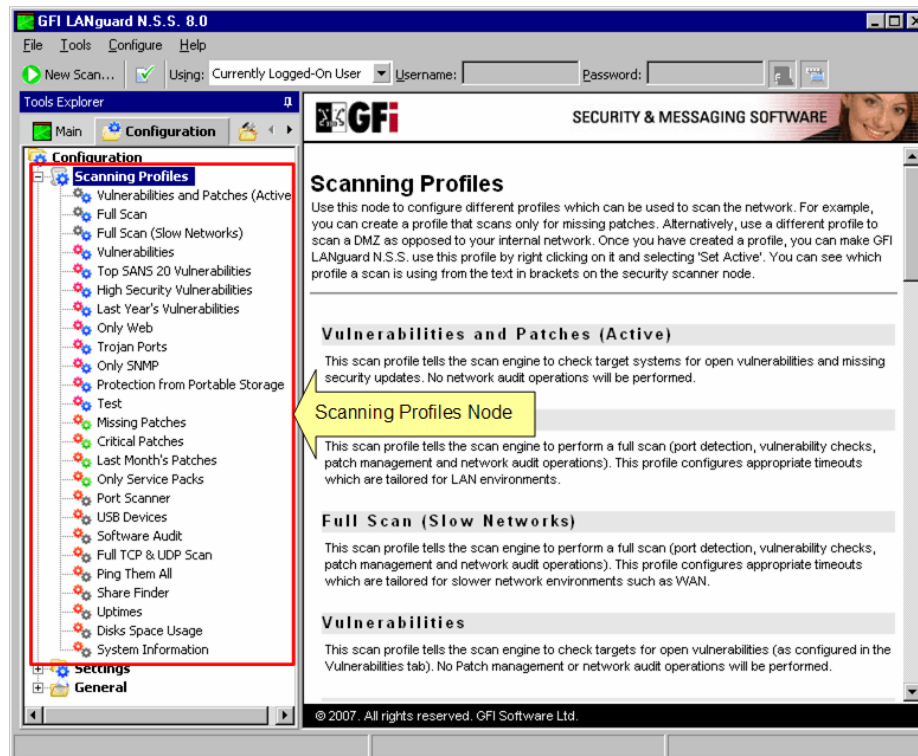 GFI LANguard N.S.S. 8.0
File Tools Configure Help
New Scan... Using: Currently Logged-On User Username: Password:
Tools Explorer
Main Configuration
Configuration
Scanning Profiles
Vulnerabilities and Patches (Active
Full Scan
Full Scan (Slow Networks)
Vulnerabilities
Top SANS 20 Vulnerabilities
High Security Vulnerabilities
Last Year's Vulnerabilities
Only Web
Trojan Ports
Only SNMP
Protection from Portable Storage
Test
Missing Patches
Critical Patches
Last Month's Patches
Only Service Packs
Port Scanner
USB Devices
Software Audit
Full TCP & UDP Scan
Ping Them All
Share Finder
Uptimes
Disks Space Usage
System Information
Settings
General
GFi
SECURITY & MESSAGING SOFTWARE
Scanning Profiles
Use this node to configure different profiles which can be used to scan the network. For example,
you can create a profile that scans only for missing patches. Alternatively, use a different profile to
scan a DMZ as opposed to your internal network. Once you have created a profile, you can make GFI
LANguard N.S.S. use this profile by right clicking on it and selecting 'Set Active'. You can see which
profile a scan is using from the text in brackets on the security scanner node.
Vulnerabilities and Patches (Active)
This scan profile tells the scan engine to check target systems for open vulnerabilities and missing
security updates. No network audit operations will be performed.
Scanning Profiles Node
This scan profile tells the scan engine to perform a full scan (port detection, vulnerability checks,
patch management and network audit operations). This profile configures appropriate timeouts
which are tailored for LAN environments.
Full Scan (Slow Networks)
This scan profile tells the scan engine to perform a full scan (port detection, vulnerability checks,
patch management and network audit operations). This profile configures appropriate timeouts
which are tailored for slower network environments such as WAN.
Vulnerabilities
This scan profile tells the scan engine to check targets for open vulnerabilities (as configured in the
Vulnerabilities tab). No Patch management or network audit operations will be performed.
© 2007. All rights reserved. GFI Software Ltd.